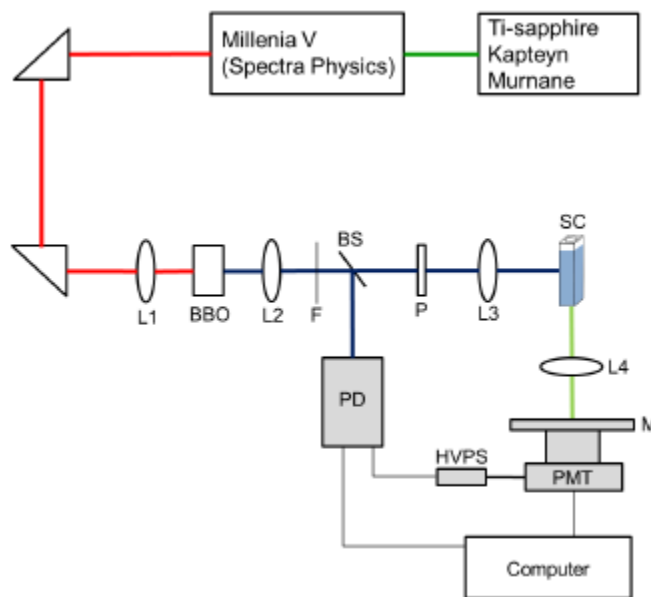 Millenia V
(Spectra Physics)
Ti-sapphire
Kapteyn
Murnane
SC
BS
L1
BBO
L2
F
P
L3
L4
PD
M
HVPS
PMT
Computer